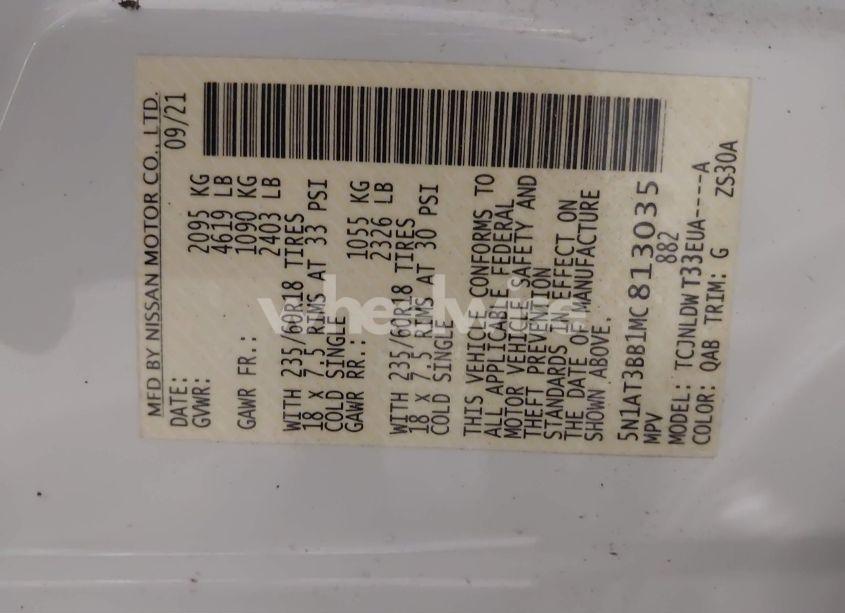 MFD BY NISSAN MOTOR CO., LTD.
DATE: 09/21
GVWR: 2095 KG
4619 LB
GAWR FR.: 1090 KG
2403 LB
WITH 235/60R18 TIRES
18 X 7.5 RIMS AT 33 PSI
COLD SINGLE
GAWR RR.: 1055 KG
2326 LB
WITH 235/60R18 TIRES
18 X 7.5 RIMS AT 30 PSI
COLD SINGLE
THIS VEHICLE CONFORMS TO
ALL APPLICABLE FEDERAL
MOTOR VEHICLE SAFETY AND
THEFT PREVENTION
STANDARDS IN EFFECT ON
THE DATE OF MANUFACTURE
SHOWN ABOVE.
5N1AT3BB1MC813035
MPV 882
MODEL: TCJNLDWT33EUA----A
COLOR: QAB TRIM: G ZS30A